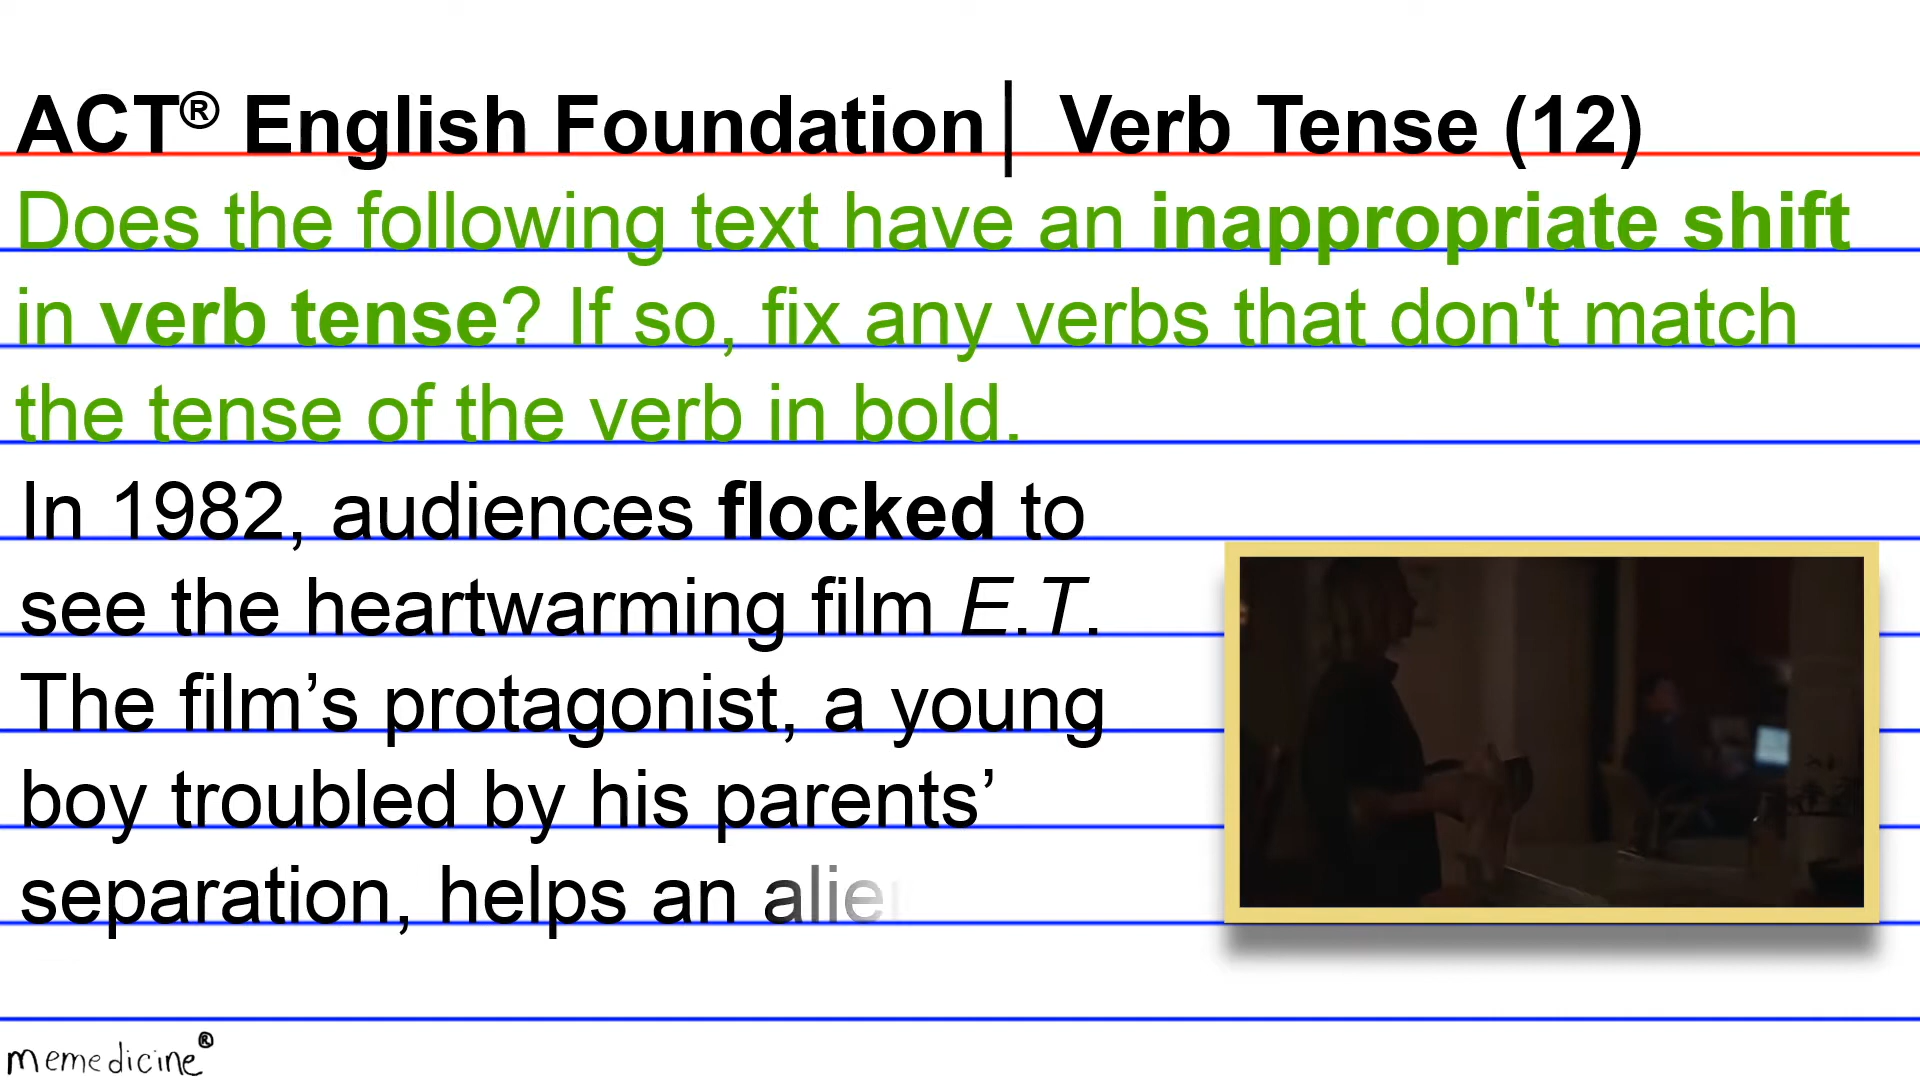 ACT® English Foundation| Verb Tense (12)
Does the following text have an inappropriate shift
in verb tense? If so, fix any verbs that don't match
the tense of the verb in bold.
In 1982, audiences flocked to
see the heartwarming film E.T.
The film’s protagonist, a young
boy troubled by his parents’
separation, helps an
memedicine®